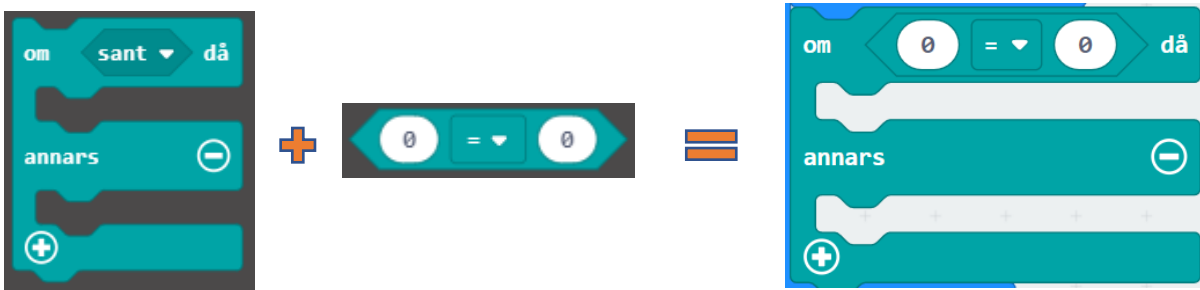 om sant då
annars
0 = 0
om 0 = 0 då
annars